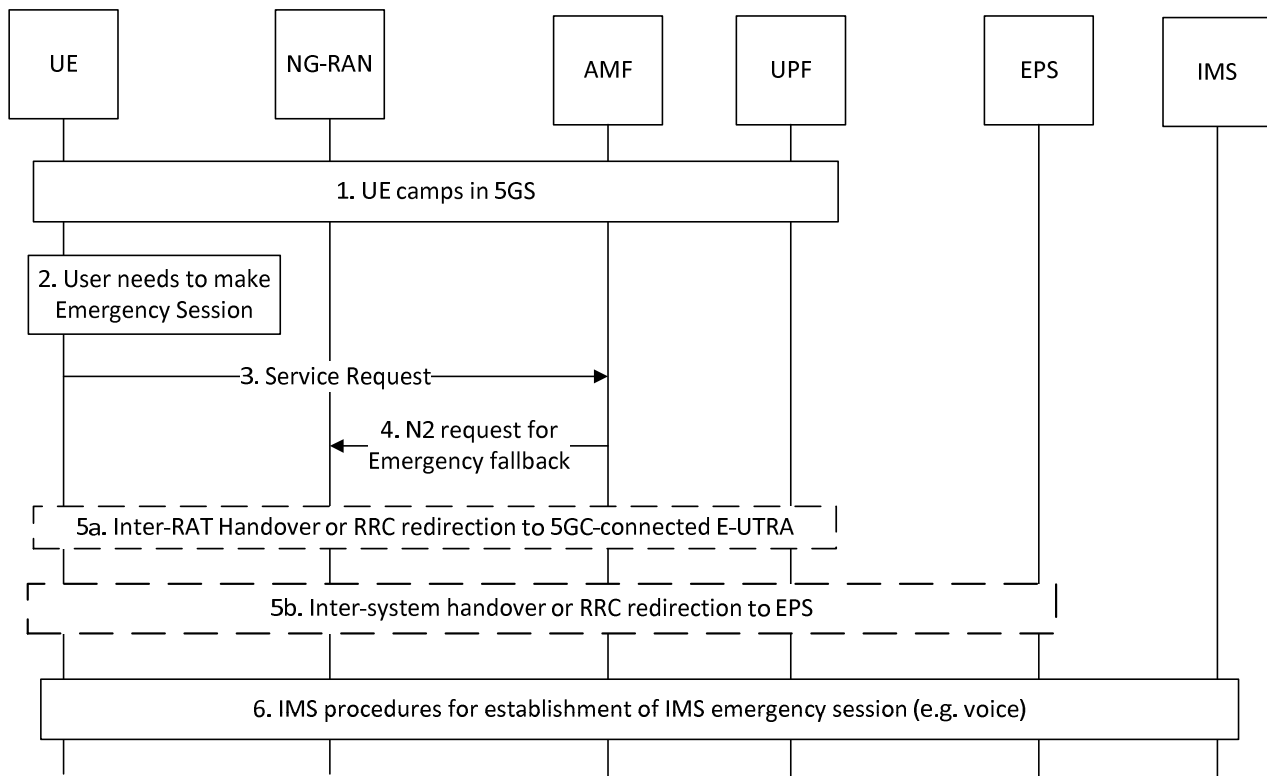 UE
NG-RAN
AMF
UPF
EPS
IMS
1. UE camps in 5GS
2. User needs to make
Emergency Session
3. Service Request
4. N2 request for
Emergency fallback
5a. Inter-RAT Handover or RRC redirection to 5GC-connected E-UTRA
5b. Inter-system handover or RRC redirection to EPS
6. IMS procedures for establishment of IMS emergency session (e.g. voice)